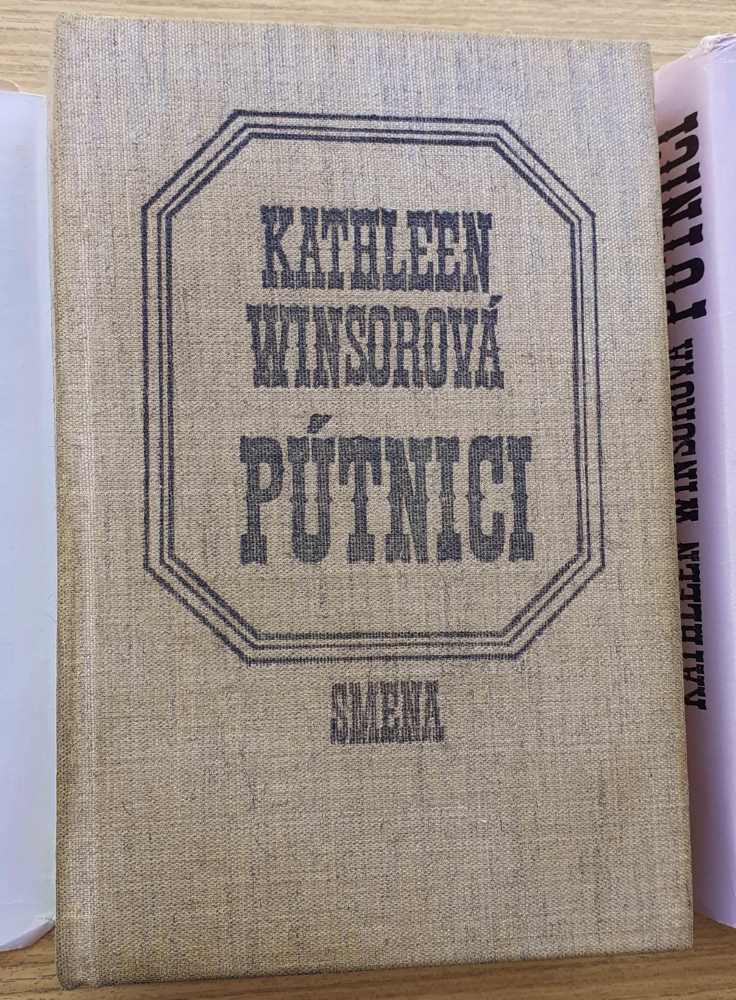 KATHLEEN
WINSOROVÁ
PÚTNICI
SMENA
KATHLEEN WINSOROVÁ PÚTNICI